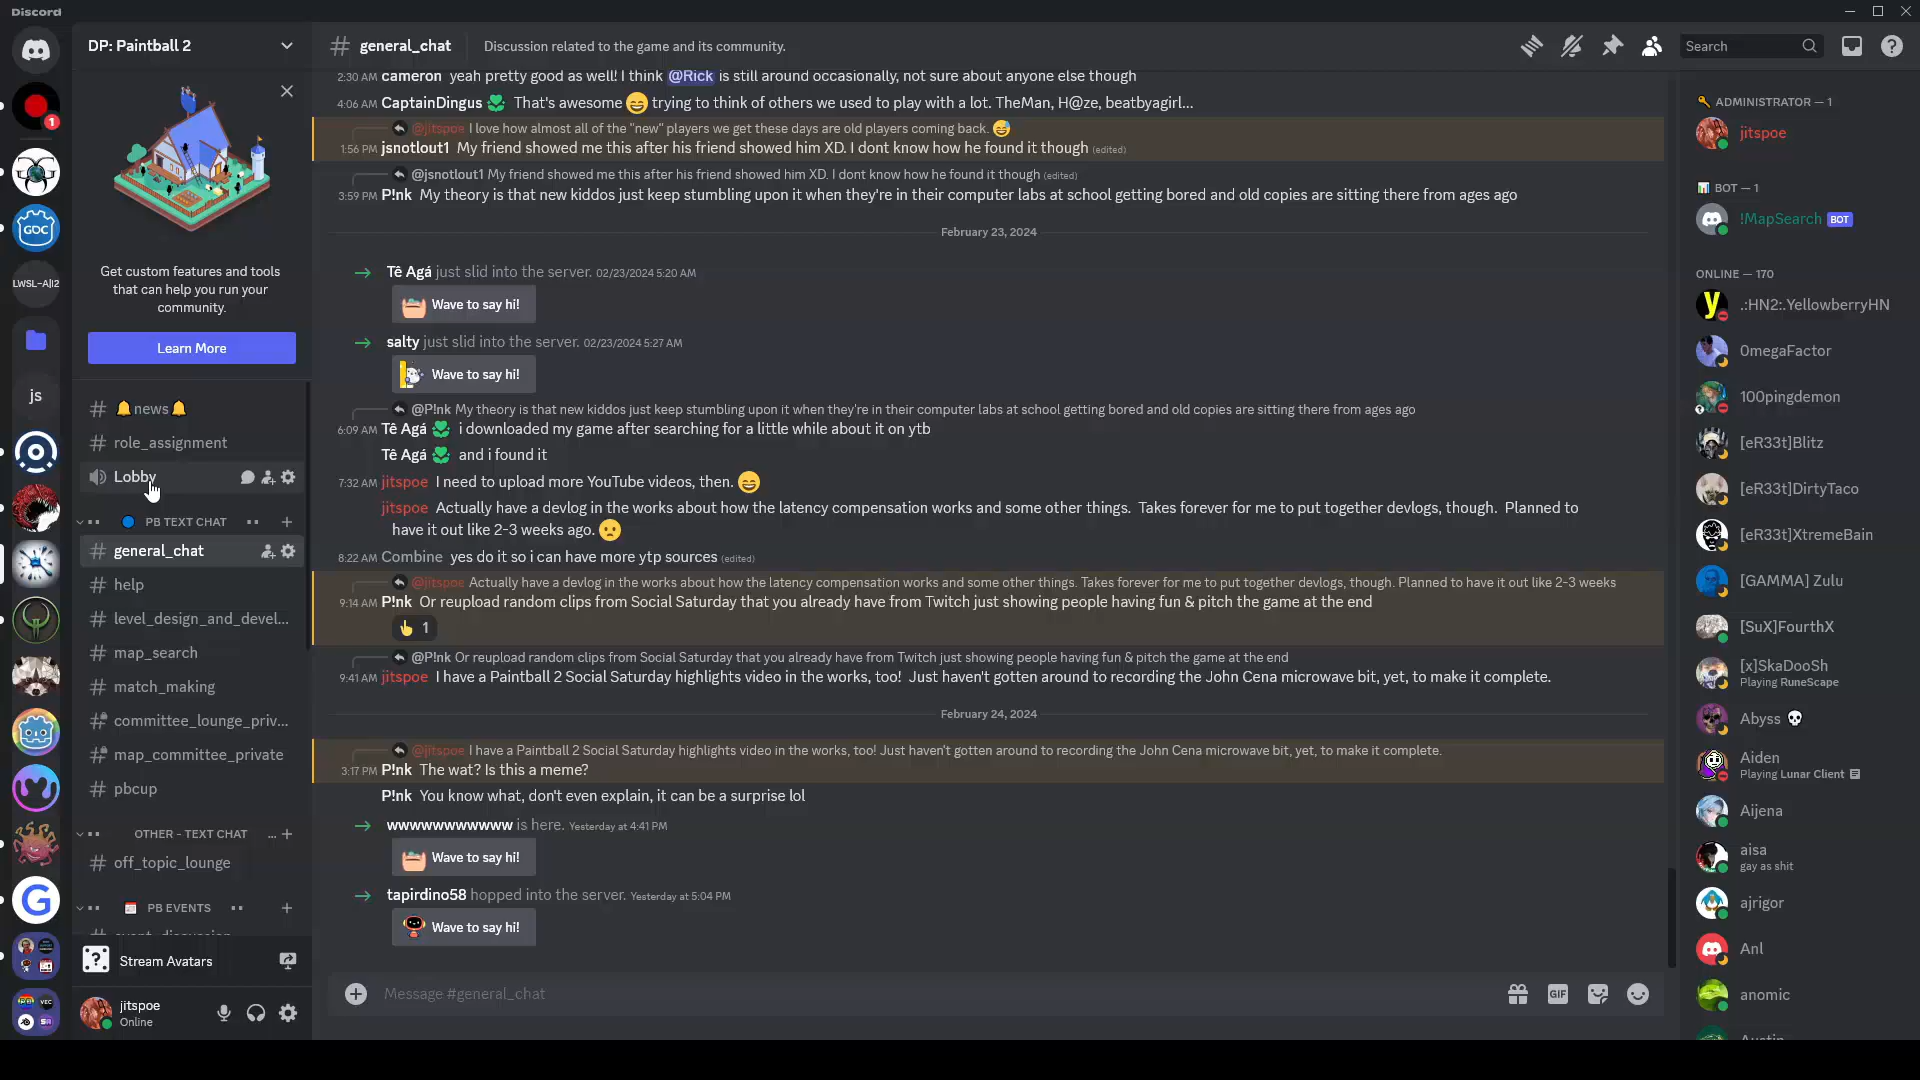 Discord
DP: Paintball 2
general_chat
Discussion related to the game and its community.
Search
1
GDC
LWSL-A|I2
js
G
Get custom features and tools
that can help you run your
community.
Learn More
news
role_assignment
Lobby
PB TEXT CHAT
general_chat
help
level_design_and_devel...
map_search
match_making
committee_lounge_priv...
map_committee_private
pbcup
OTHER - TEXT CHAT ...
off_topic_lounge
PB EVENTS
Stream Avatars
jitspoe
Online
2:30 AM cameron yeah pretty good as well! I think @Rick is still around occasionally, not sure about anyone else though
4:06 AM CaptainDingus That's awesome 😄 trying to think of others we used to play with a lot. TheMan, H@ze, beatbyagirl...
@jitspoe I love how almost all of the "new" players we get these days are old players coming back. 😅
1:56 PM jsnotlout1 My friend showed me this after his friend showed him XD. I dont know how he found it though (edited)
@jsnotlout1 My friend showed me this after his friend showed him XD. I dont know how he found it though (edited)
3:59 PM P!nk My theory is that new kiddos just keep stumbling upon it when they're in their computer labs at school getting bored and old copies are sitting there from ages ago
February 23, 2024
Tê Agá just slid into the server. 02/23/2024 5:20 AM
Wave to say hi!
salty just slid into the server. 02/23/2024 5:27 AM
Wave to say hi!
@P!nk My theory is that new kiddos just keep stumbling upon it when they're in their computer labs at school getting bored and old copies are sitting there from ages ago
6:09 AM Tê Agá i downloaded my game after searching for a little while about it on ytb
Tê Agá and i found it
7:32 AM jitspoe I need to upload more YouTube videos, then. 😄
jitspoe Actually have a devlog in the works about how the latency compensation works and some other things. Takes forever for me to put together devlogs, though. Planned to
have it out like 2-3 weeks ago. 🙁
8:22 AM Combine yes do it so i can have more ytp sources (edited)
@jitspoe Actually have a devlog in the works about how the latency compensation works and some other things. Takes forever for me to put together devlogs, though. Planned to have it out like 2-3 weeks
9:14 AM P!nk Or reupload random clips from Social Saturday that you already have from Twitch just showing people having fun & pitch the game at the end
1
@P!nk Or reupload random clips from Social Saturday that you already have from Twitch just showing people having fun & pitch the game at the end
9:41 AM jitspoe I have a Paintball 2 Social Saturday highlights video in the works, too! Just haven't gotten around to recording the John Cena microwave bit, yet, to make it complete.
February 24, 2024
@jitspoe I have a Paintball 2 Social Saturday highlights video in the works, too! Just haven't gotten around to recording the John Cena microwave bit, yet, to make it complete.
3:17 PM P!nk The wat? Is this a meme?
P!nk You know what, don't even explain, it can be a surprise lol
wwwwwwwwwww is here. Yesterday at 4:41 PM
Wave to say hi!
tapirdino58 hopped into the server. Yesterday at 5:04 PM
Wave to say hi!
Message #general_chat
GIF
ADMINISTRATOR — 1
jitspoe
BOT — 1
!MapSearch BOT
ONLINE — 170
.:HN2:.YellowberryHN
0megaFactor
100pingdemon
[eR33t]Blitz
[eR33t]DirtyTaco
[eR33t]XtremeBain
[GAMMA] Zulu
[SuX]FourthX
[x]SkaDooSh
Playing RuneScape
Abyss 💀
Aiden
Playing Lunar Client
Aijena
aisa
gay as shit
ajrigor
Anl
anomic